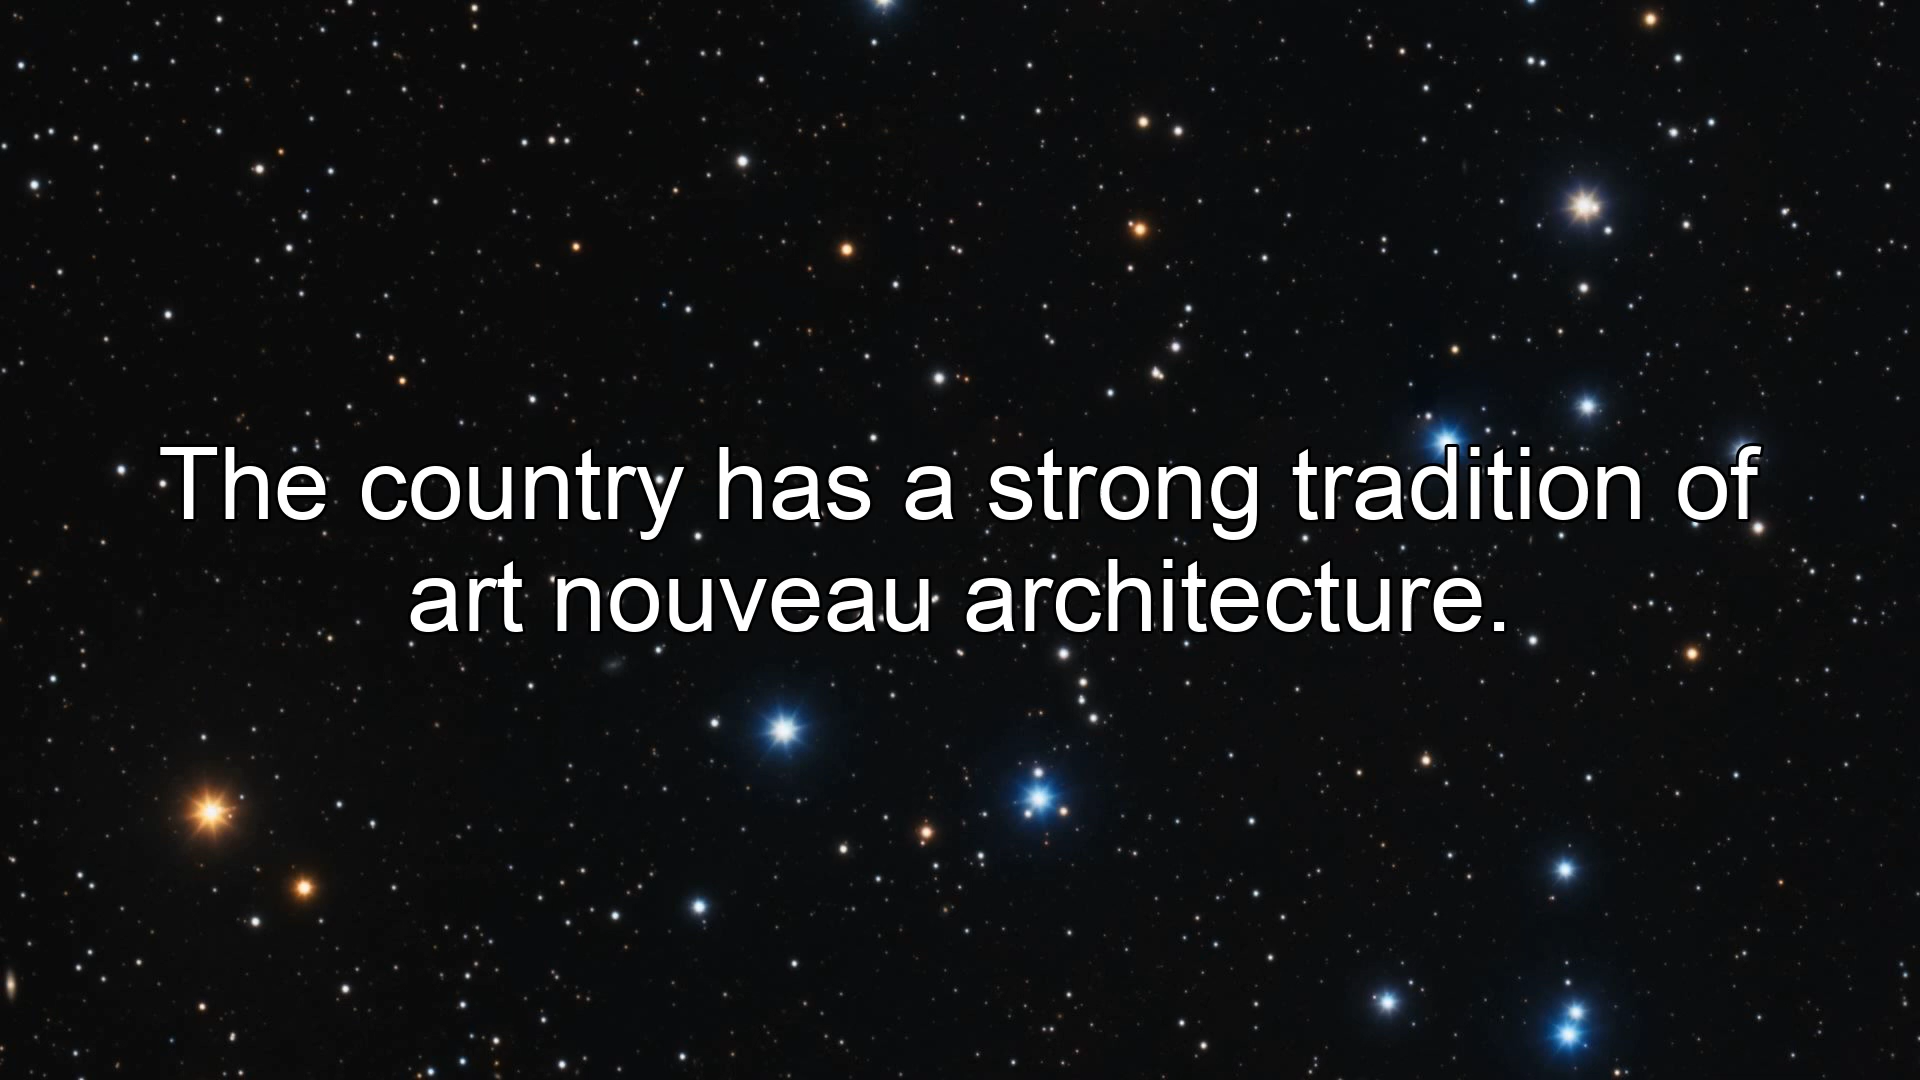 The country has a strong tradition of
art nouveau architecture.